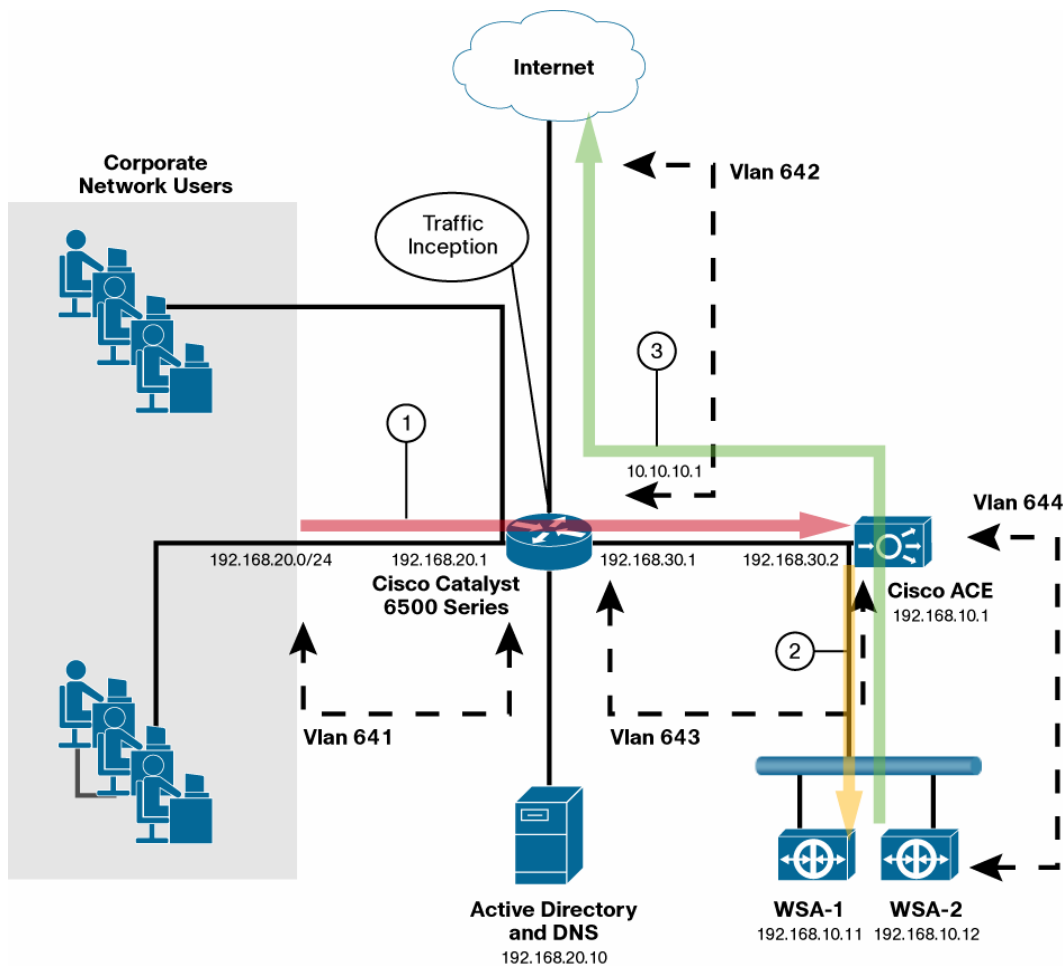 Internet
Corporate
Network Users
Vlan 642
Traffic
Inception
3
1
10.10.10.1
Vlan 644
192.168.20.0/24
192.168.20.1
192.168.30.1
192.168.30.2
Cisco Catalyst
6500 Series
Cisco ACE
192.168.10.1
2
Vlan 641
Vlan 643
Active Directory
and DNS
192.168.20.10
WSA-1
192.168.10.11
WSA-2
192.168.10.12